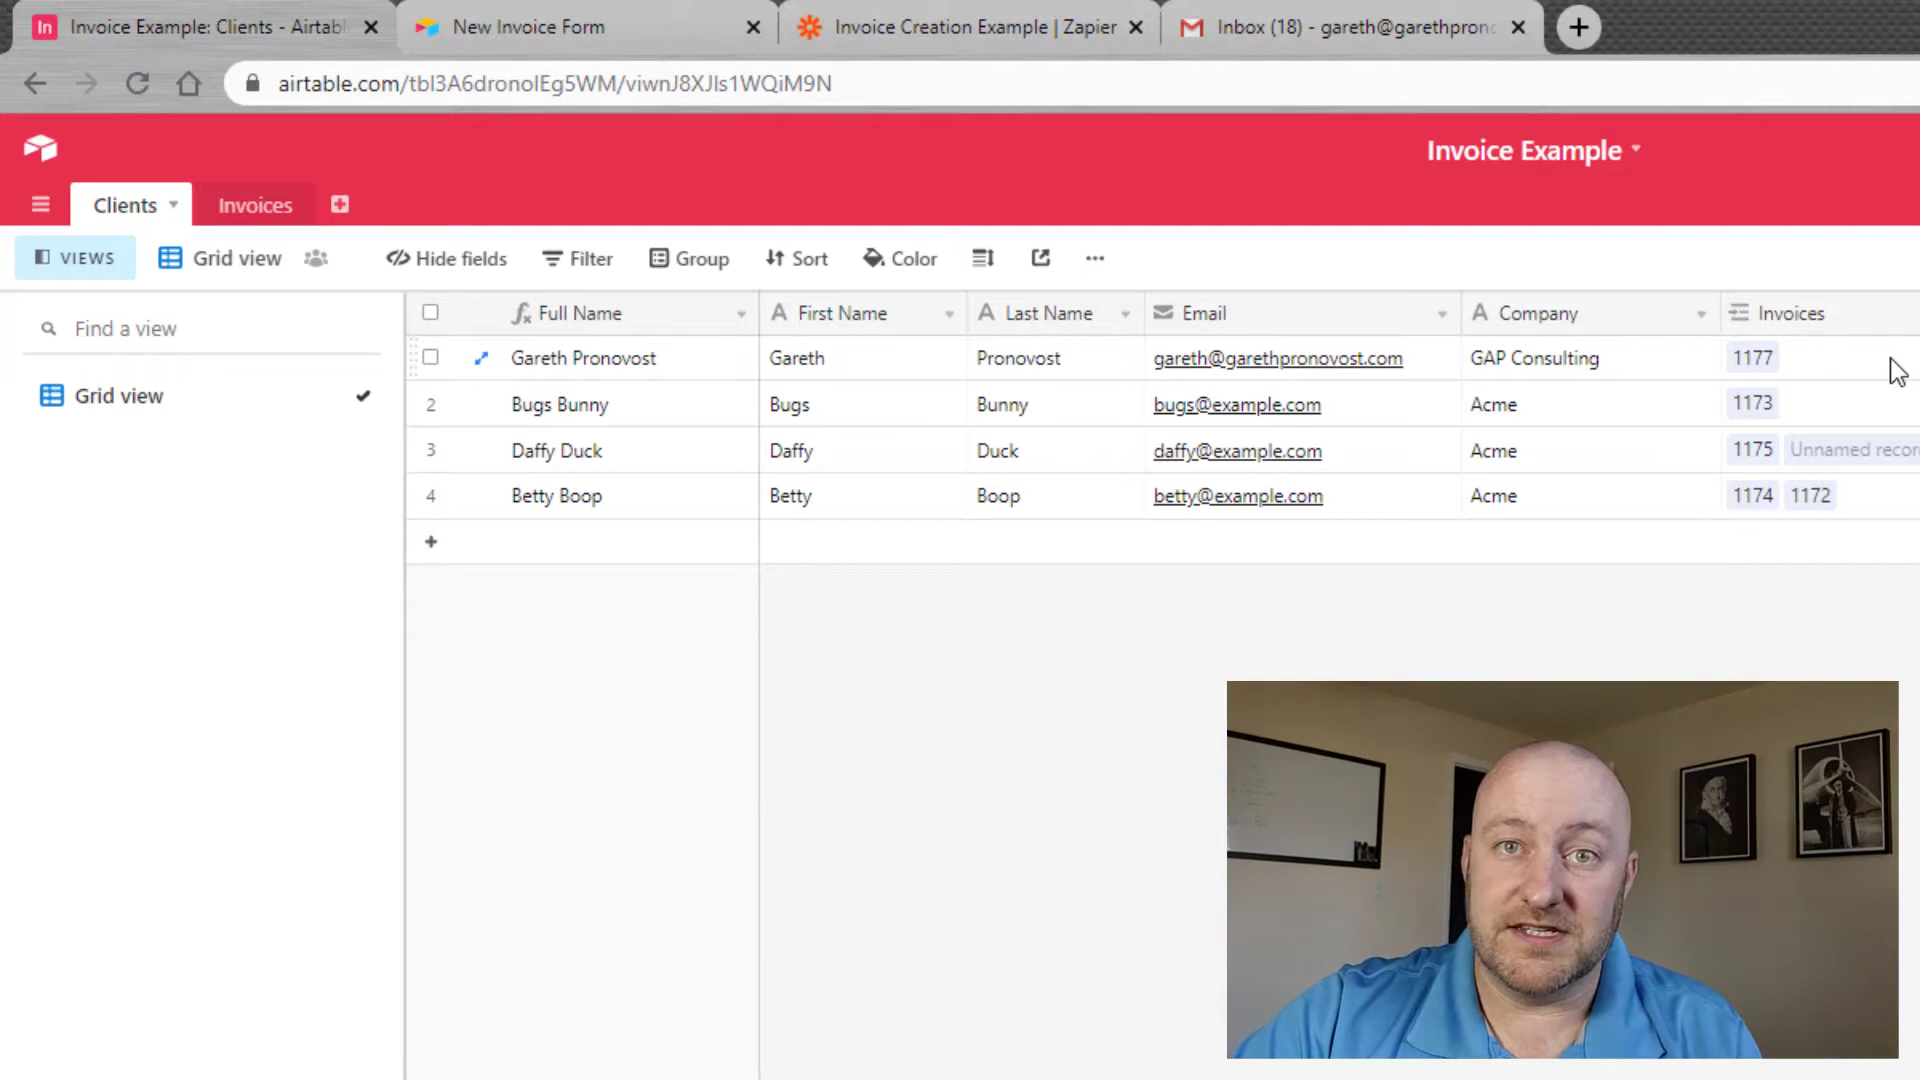 In Invoice Example: Clients - Airtabl
New Invoice Form
Invoice Creation Example | Zapier
Inbox (18) - gareth@garethprono
airtable.com/tbl3A6dronolEg5WM/viwnJ8XJls1WQiM9N
Invoice Example
Clients
Invoices
VIEWS
Grid view
Hide fields
Filter
Group
Sort
Color
Find a view
Grid view
Full Name First Name Last Name Email Company Invoices
Gareth Pronovost Gareth Pronovost gareth@garethpronovost.com GAP Consulting 1177
2 Bugs Bunny Bugs Bunny bugs@example.com Acme 1173
3 Daffy Duck Daffy Duck daffy@example.com Acme 1175 Unnamed recor
4 Betty Boop Betty Boop betty@example.com Acme 1174 1172